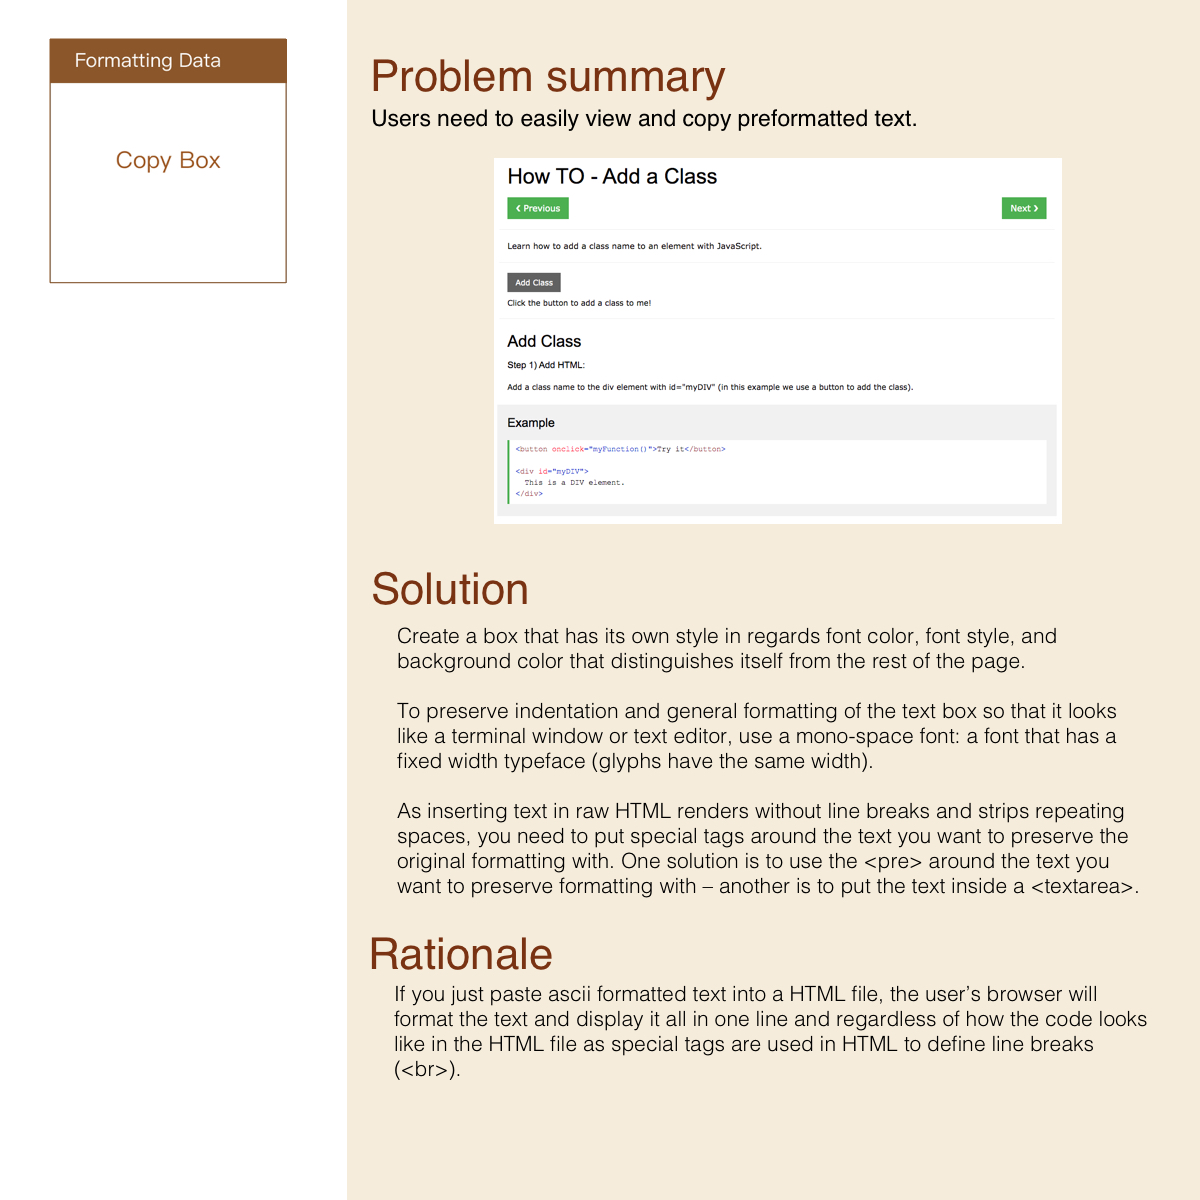 Formatting Data
Copy Box
Problem summary
Users need to easily view and copy preformatted text.
How TO - Add a Class
❮ Previous
Next ❯
Learn how to add a class name to an element with JavaScript.
Add Class
Click the button to add a class to me!
Add Class
Step 1) Add HTML:
Add a class name to the div element with id="myDIV" (in this example we use a button to add the class).
Example
<button onclick="myFunction()">Try it</button>
<div id="myDIV">
  This is a DIV element.
</div>
Solution
Create a box that has its own style in regards font color, font style, and
background color that distinguishes itself from the rest of the page.
To preserve indentation and general formatting of the text box so that it looks
like a terminal window or text editor, use a mono-space font: a font that has a
fixed width typeface (glyphs have the same width).
As inserting text in raw HTML renders without line breaks and strips repeating
spaces, you need to put special tags around the text you want to preserve the
original formatting with. One solution is to use the <pre> around the text you
want to preserve formatting with – another is to put the text inside a <textarea>.
Rationale
If you just paste ascii formatted text into a HTML file, the user’s browser will
format the text and display it all in one line and regardless of how the code looks
like in the HTML file as special tags are used in HTML to define line breaks
(<br>).